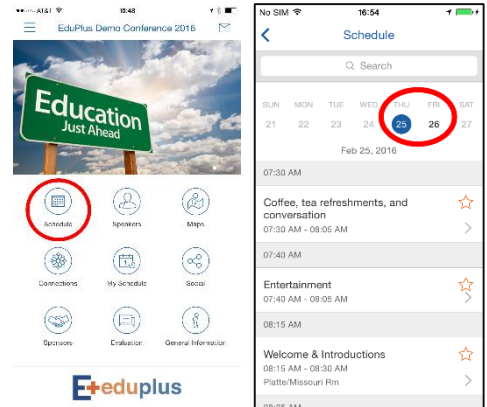 AT&T
10:48
EduPlus Demo Conference 2016
Education
Just Ahead
Schedule
Speakers
Maps
Connections
My Schedule
Social
Sponsors
Evaluation
General Information
E+eduplus
No SIM
16:54
Schedule
Search
SUN MON TUE WED THU FRI SAT
21 22 23 24 25 26 27
Feb 25, 2016
07:30 AM
Coffee, tea refreshments, and
conversation
07:30 AM - 08:05 AM
07:40 AM
Entertainment
07:40 AM - 08:05 AM
08:15 AM
Welcome & Introductions
08:15 AM - 08:30 AM
Platte/Missouri Rm